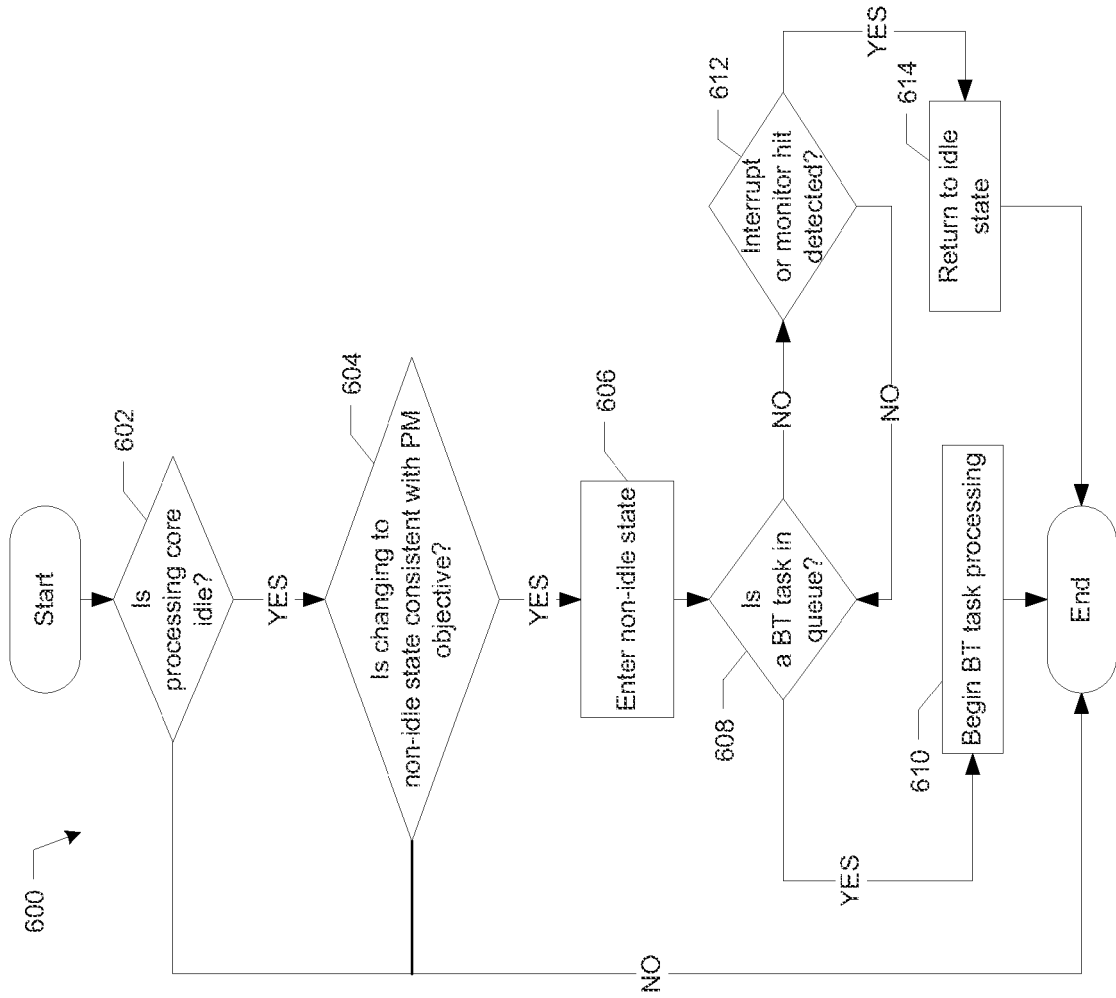 600
Start
602
Is
processing core
idle?
YES
604
Is changing to
non-idle state consistent with PM
objective?
YES
606
Enter non-idle state
608
Is
a BT task in
queue?
NO
612
Interrupt
or monitor hit
detected?
YES
NO
YES
610
Begin BT task processing
614
Return to idle
state
NO
End